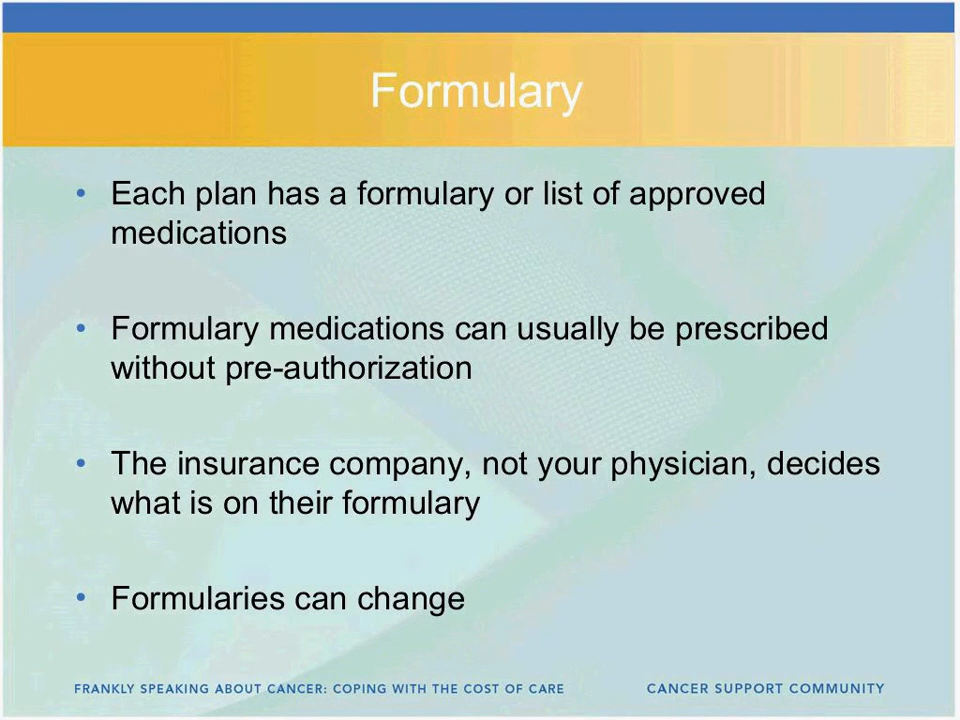 Formulary
• Each plan has a formulary or list of approved
medications
• Formulary medications can usually be prescribed
without pre-authorization
• The insurance company, not your physician, decides
what is on their formulary
• Formularies can change
FRANKLY SPEAKING ABOUT CANCER: COPING WITH THE COST OF CARE
CANCER SUPPORT COMMUNITY